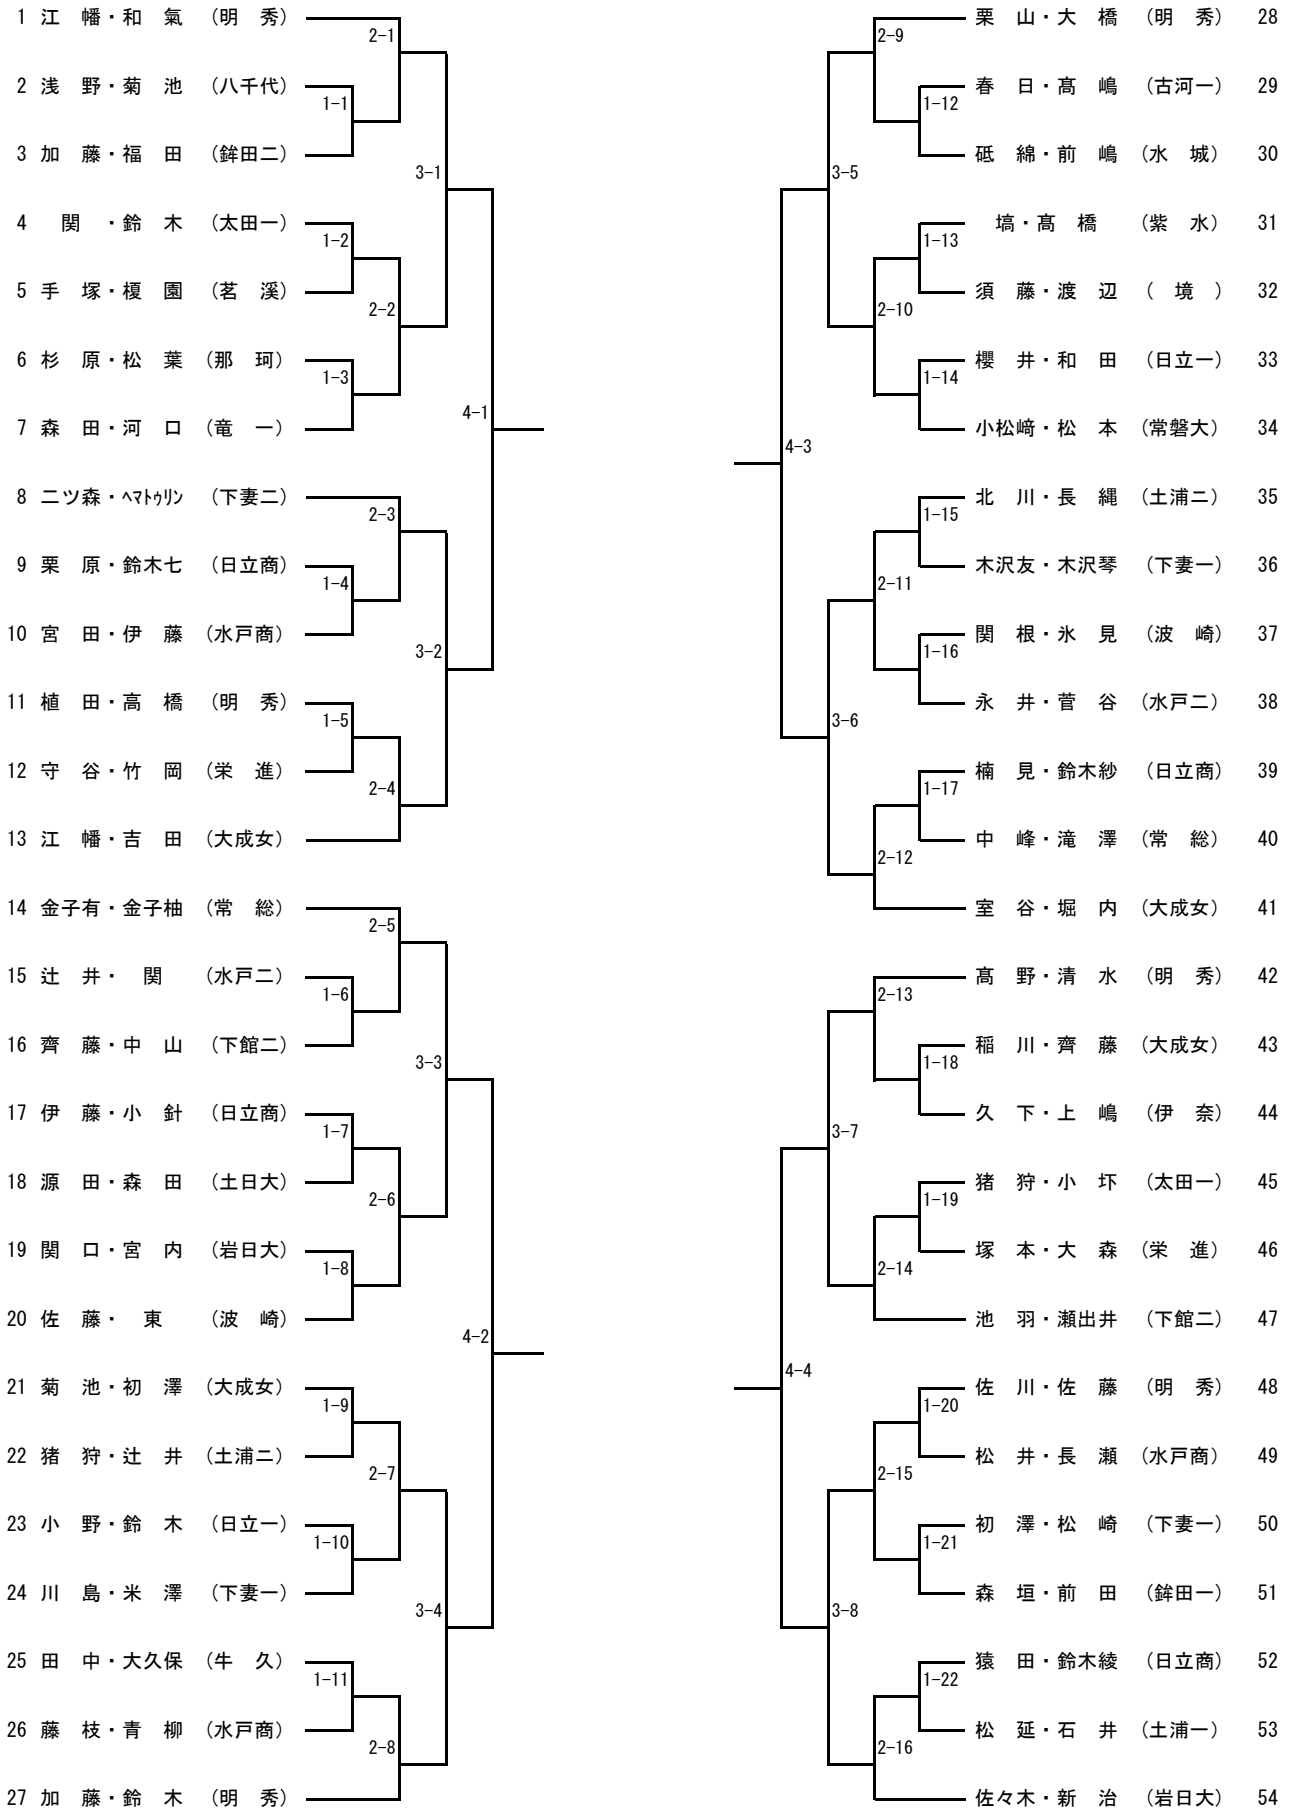 1 江　幡・和　氣　（明　秀）
2-1
2 浅　野・菊　池　（八千代）
1-1
3 加　藤・福　田　（鉾田二）
3-1
4 　関　・鈴　木　（太田一）
1-2
5 手　塚・榎　園　（茗　溪）
2-2
6 杉　原・松　葉　（那　珂）
1-3
7 森　田・河　口　（竜　一）
4-1
8 二ツ森・ﾍﾏﾄｩﾘﾝ　（下妻二）
2-3
9 栗　原・鈴木七　（日立商）
1-4
10 宮　田・伊　藤　（水戸商）
3-2
11 植　田・高　橋　（明　秀）
1-5
12 守　谷・竹　岡　（栄　進）
2-4
13 江　幡・吉　田　（大成女）
14 金子有・金子柚　（常　総）
2-5
15 辻　井・　関　　（水戸二）
1-6
16 齊　藤・中　山　（下館二）
3-3
17 伊　藤・小　針　（日立商）
1-7
18 源　田・森　田　（土日大）
2-6
19 関　口・宮　内　（岩日大）
1-8
20 佐　藤・　東　　（波　崎）
4-2
21 菊　池・初　澤　（大成女）
1-9
22 猪　狩・辻　井　（土浦二）
2-7
23 小　野・鈴　木　（日立一）
1-10
24 川　島・米　澤　（下妻一）
3-4
25 田　中・大久保　（牛　久）
1-11
26 藤　枝・青　柳　（水戸商）
2-8
27 加　藤・鈴　木　（明　秀）
栗　山・大　橋　（明　秀）　28
2-9
春　日・髙　嶋　（古河一）　29
1-12
砥　綿・前　嶋　（水　城）　30
3-5
　塙・髙　橋　　（紫　水）　31
1-13
須　藤・渡　辺　（　境　）　32
2-10
櫻　井・和　田　（日立一）　33
1-14
小松﨑・松　本　（常磐大）　34
4-3
北　川・長　縄　（土浦二）　35
1-15
木沢友・木沢琴　（下妻一）　36
2-11
関　根・氷　見　（波　崎）　37
1-16
永　井・菅　谷　（水戸二）　38
3-6
楠　見・鈴木紗　（日立商）　39
1-17
中　峰・滝　澤　（常　総）　40
2-12
室　谷・堀　内　（大成女）　41
髙　野・清　水　（明　秀）　42
2-13
稲　川・齊　藤　（大成女）　43
1-18
久　下・上　嶋　（伊　奈）　44
3-7
猪　狩・小　圷　（太田一）　45
1-19
塚　本・大　森　（栄　進）　46
2-14
池　羽・瀬出井　（下館二）　47
4-4
佐　川・佐　藤　（明　秀）　48
1-20
松　井・長　瀬　（水戸商）　49
2-15
初　澤・松　崎　（下妻一）　50
1-21
森　垣・前　田　（鉾田一）　51
3-8
猿　田・鈴木綾　（日立商）　52
1-22
松　延・石　井　（土浦一）　53
2-16
佐々木・新　治　（岩日大）　54